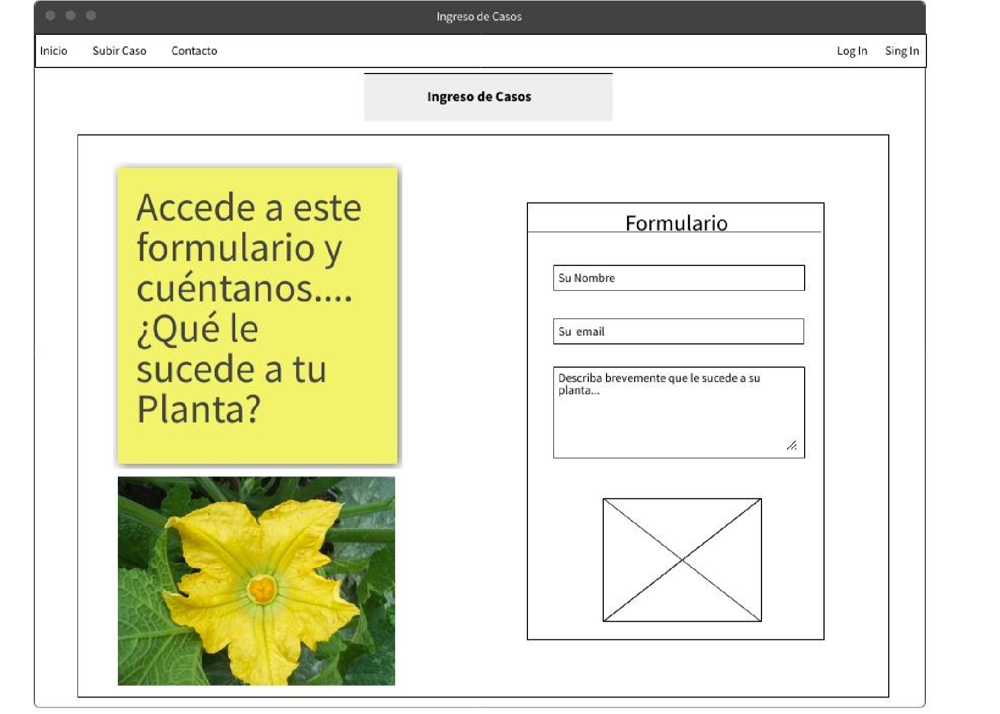 Ingreso de Casos
Inicio Subir Caso Contacto Log In Sing In
Ingreso de Casos
Accede a este
formulario y
cuéntanos....
¿Qué le
sucede a tu
Planta?
Formulario
Su Nombre
Su email
Describa brevemente que le sucede a su
planta...